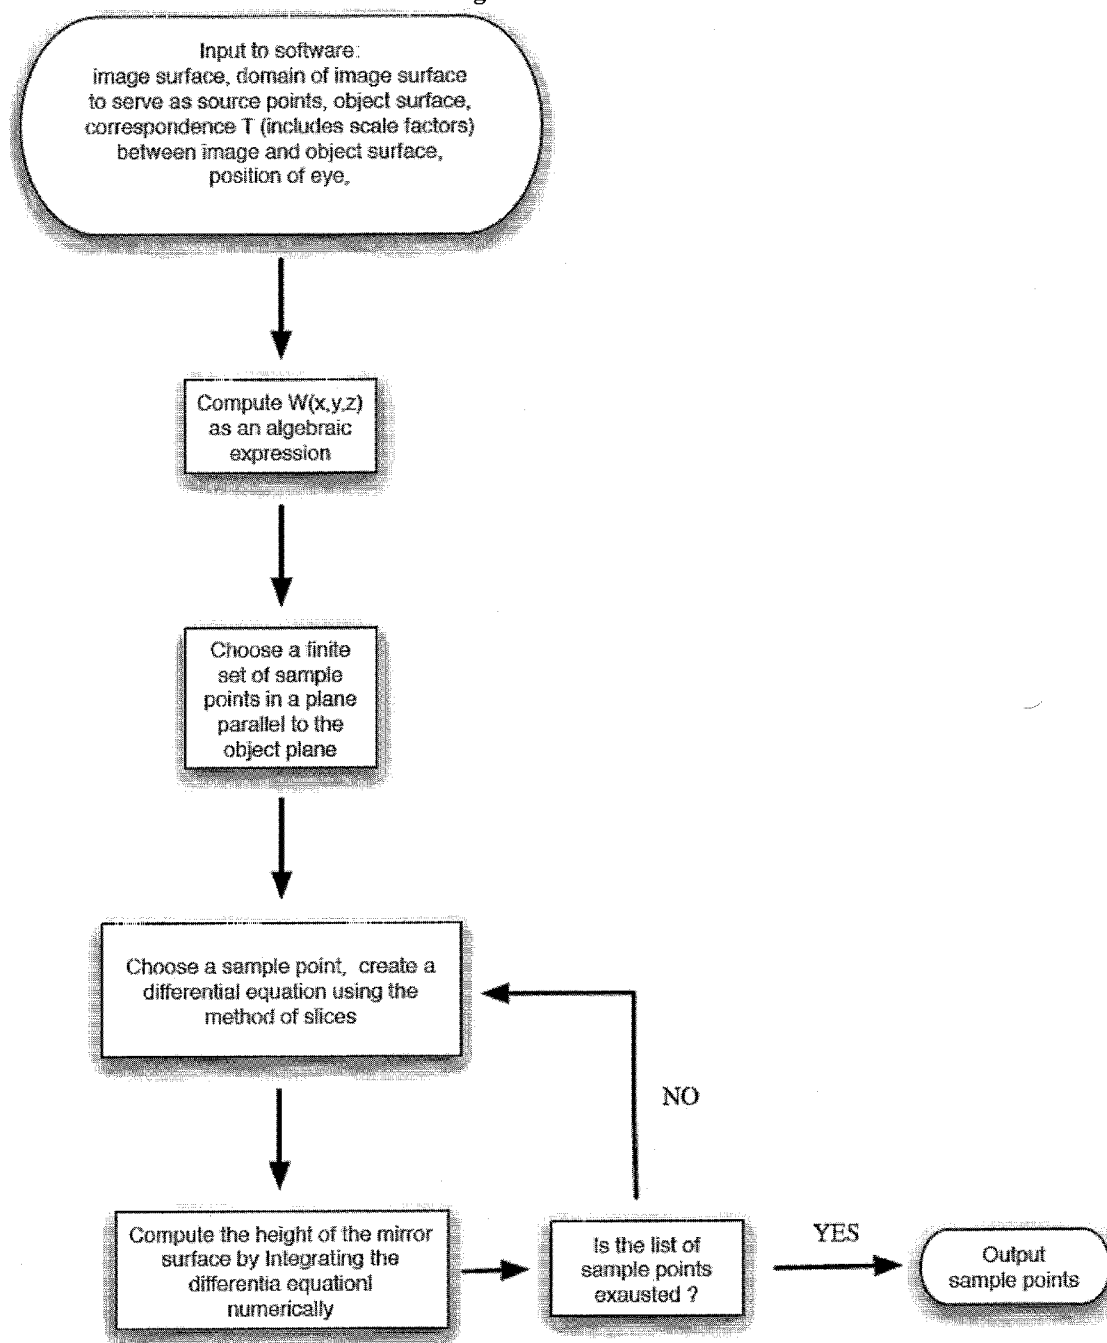 Input to software:
image surface, domain of image surface
to serve as source points, object surface,
correspondence T (includes scale factors)
between image and object surface,
position of eye,
Compute W(x,y,z)
as an algebraic
expression
Choose a finite
set of sample
points in a plane
parallel to the
object plane
Choose a sample point, create a
differential equation using the
method of slices
NO
Compute the height of the mirror
surface by Integrating the
differentia equationl
numerically
Is the list of
sample points
exausted ?
YES
Output
sample points